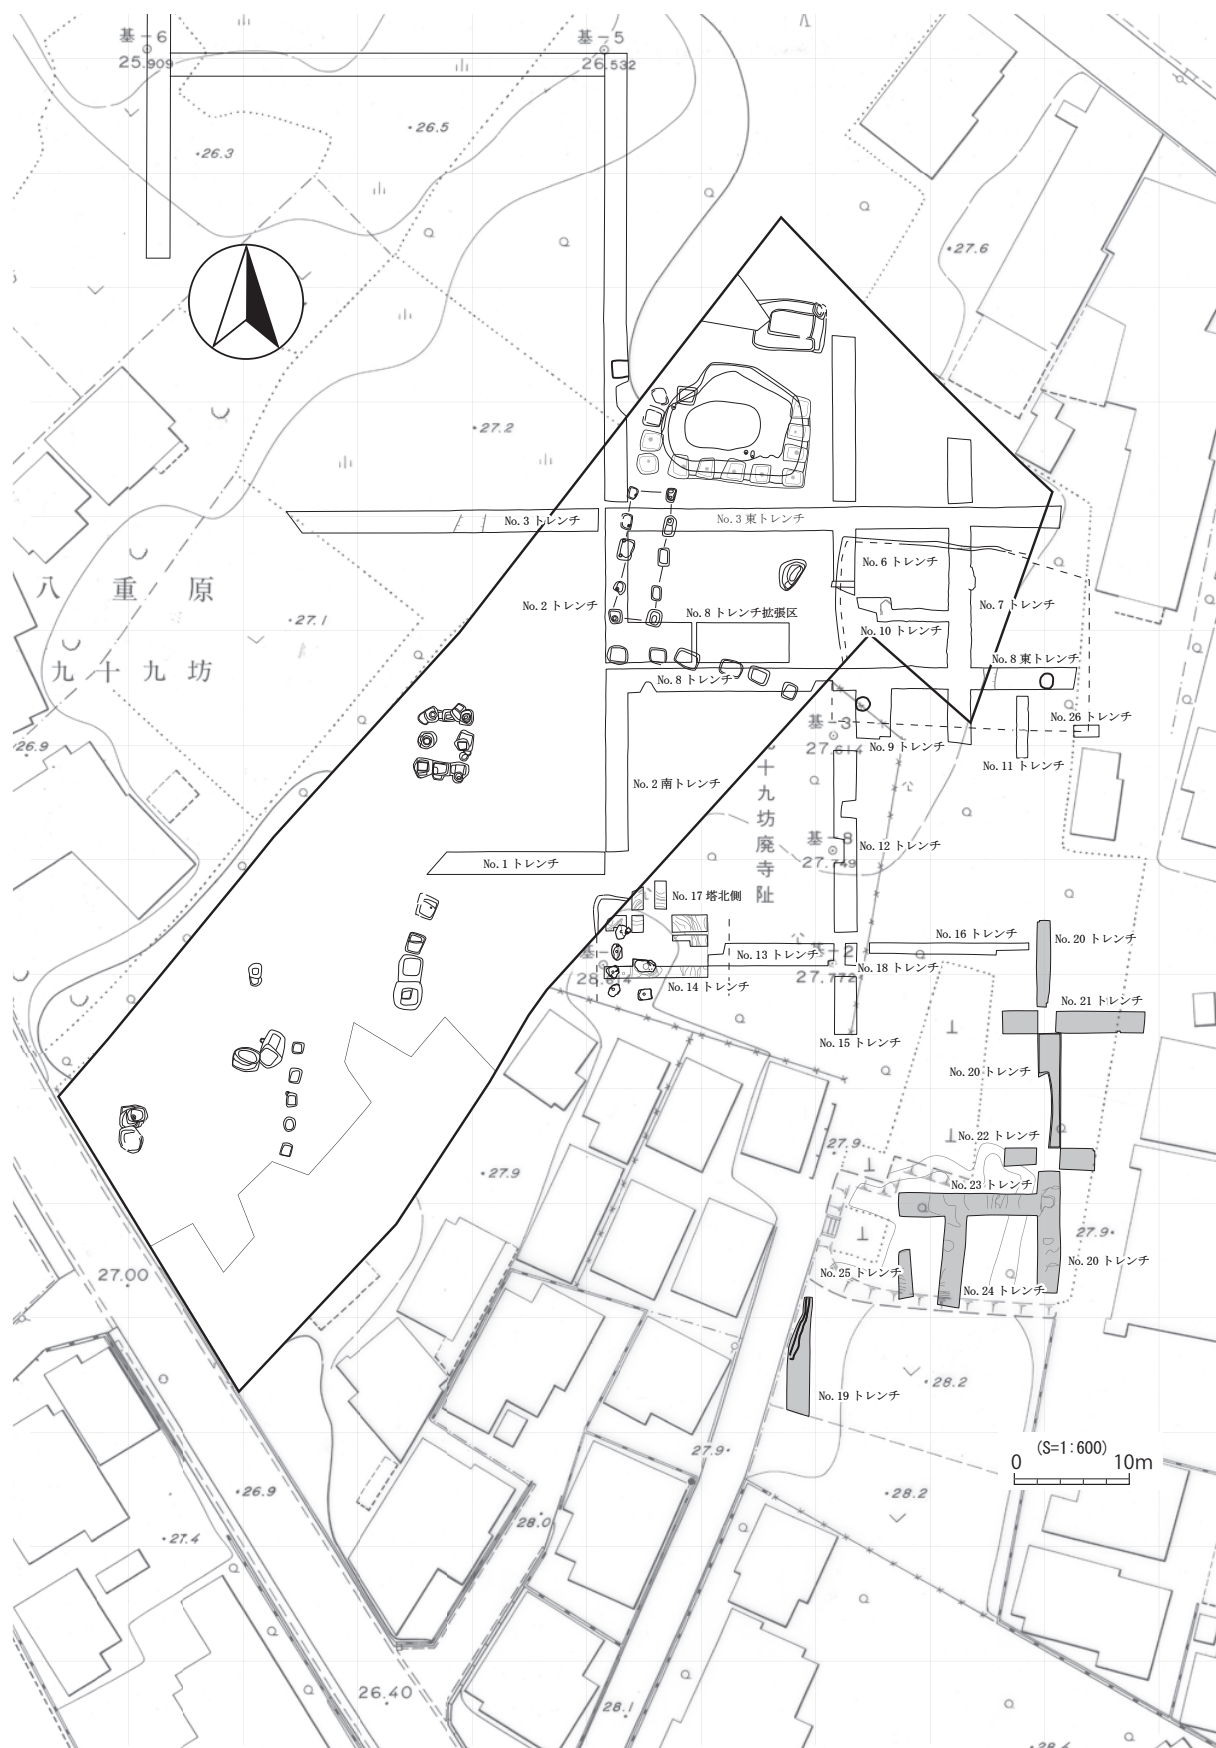 基-6
25.909
基-5
26.532
26.5
26.3
27.6
27.2
No. 3 トレンチ
No. 3 東トレンチ
No. 6 トレンチ
八重原
No. 2 トレンチ
No. 7 トレンチ
No. 8 トレンチ拡張区
27.1
No. 10 トレンチ
九十九坊
No. 8 東トレンチ
No. 8 トレンチ
No. 26 トレンチ
基-3
27.614
26.9
No. 9 トレンチ
No. 11 トレンチ
No. 2 南トレンチ
十九坊廃寺址
基-8
27.749
No. 12 トレンチ
No. 1 トレンチ
No. 17 塔北側
No. 16 トレンチ
No. 20 トレンチ
No. 13 トレンチ
27.772
No. 18 トレンチ
No. 14 トレンチ
No. 21 トレンチ
No. 15 トレンチ
No. 20 トレンチ
No. 22 トレンチ
27.9
27.9
No. 23 トレンチ
27.9
No. 20 トレンチ
27.00
No. 25 トレンチ
No. 24 トレンチ
28.2
No. 19 トレンチ
27.9
(S=1:600)
0 10m
26.9
28.2
28.0
27.4
26.40
28.1